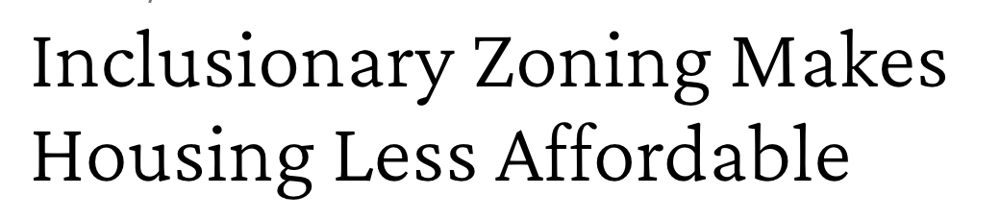 Inclusionary Zoning Makes
Housing Less Affordable